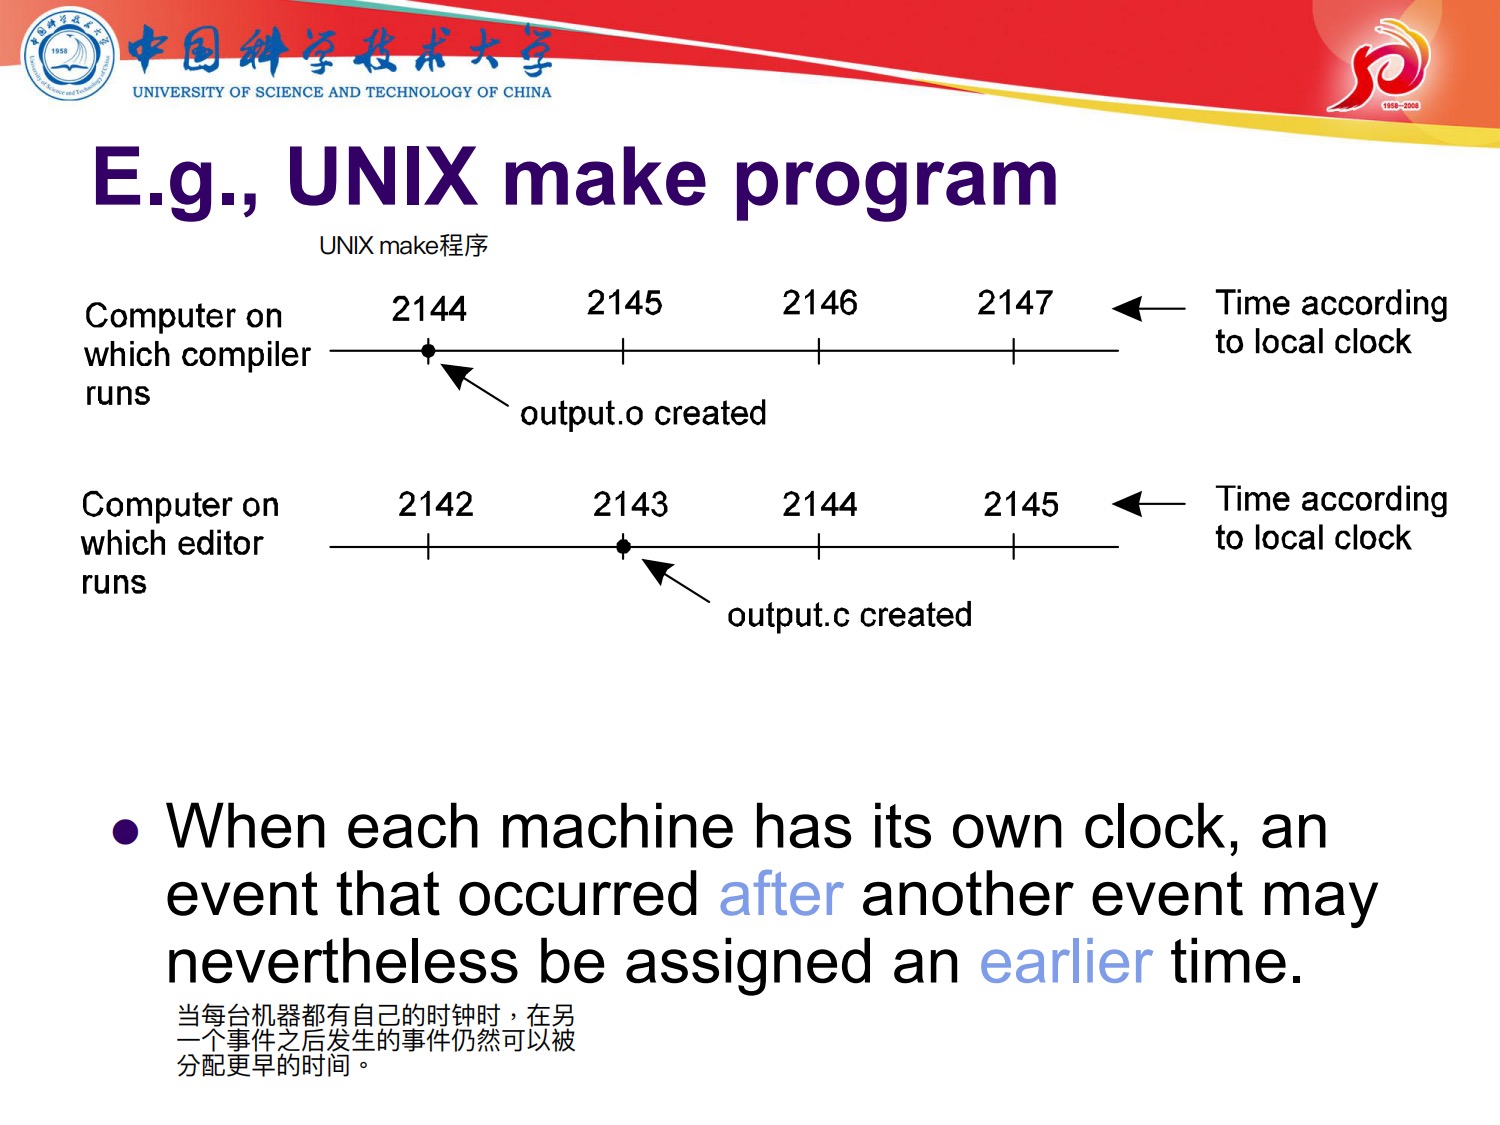 中国科学技术大学
UNIVERSITY OF SCIENCE AND TECHNOLOGY OF CHINA
1958
1958-2008
E.g., UNIX make program
UNIX make程序
Computer on
which compiler
runs
2144
2145
2146
2147
Time according
to local clock
output.o created
Computer on
which editor
runs
2142
2143
2144
2145
Time according
to local clock
output.c created
● When each machine has its own clock, an
event that occurred after another event may
nevertheless be assigned an earlier time.
当每台机器都有自己的时钟时，在另
一个事件之后发生的事件仍然可以被
分配更早的时间。